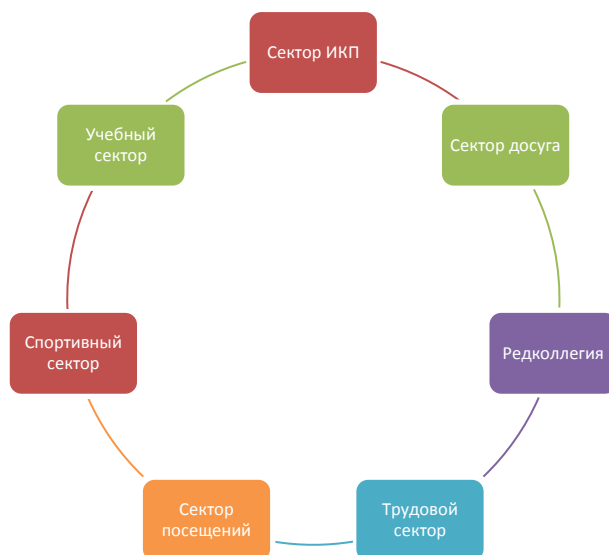 Сектор ИКП
Учебный
сектор
Сектор досуга
Спортивный
сектор
Редколлегия
Сектор
посещений
Трудовой
сектор